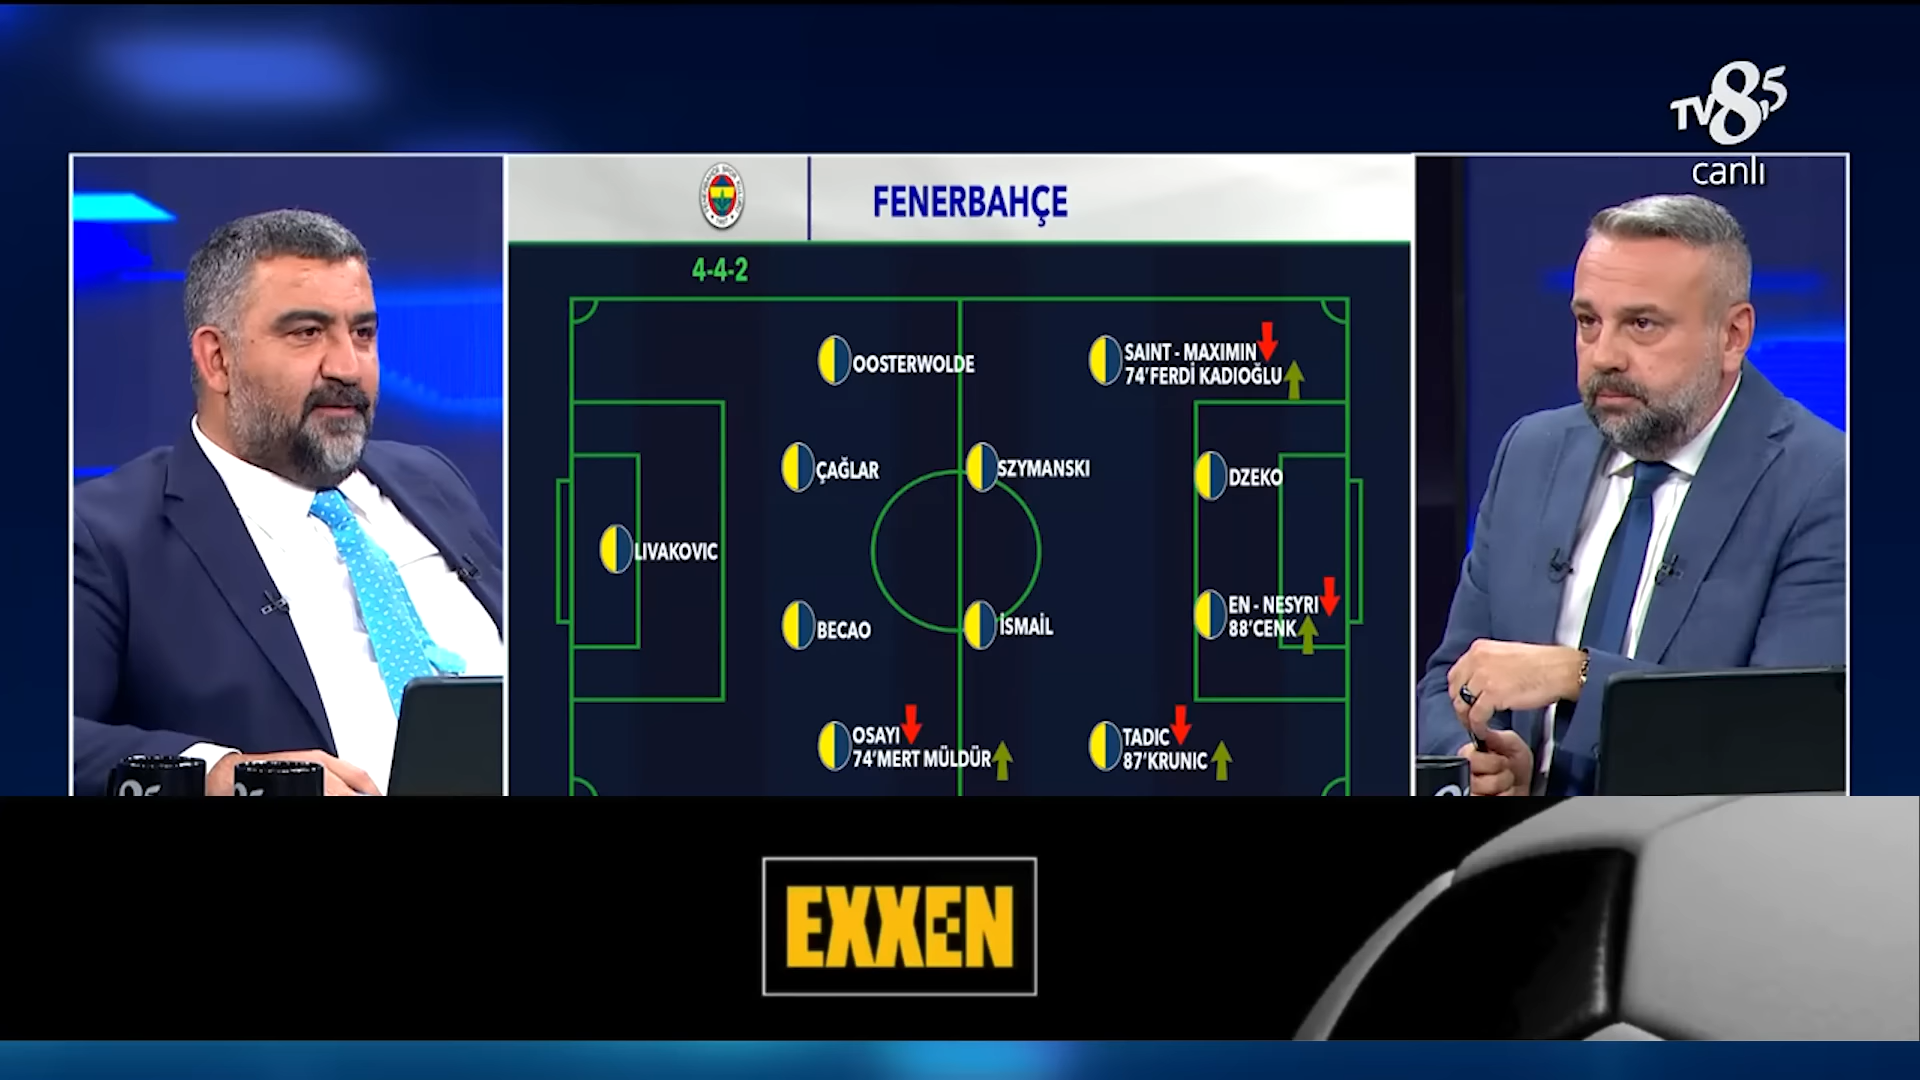 TV8,5
canlı
FENERBAHÇE
4-4-2
OOSTERWOLDE
SAINT - MAXIMIN
74'FERDİ KADIOĞLU
ÇAĞLAR
SZYMANSKI
DZEKO
LIVAKOVIC
EN - NESYRI
88'CENK
BECAO
İSMAİL
OSAYI
74'MERT MÜLDÜR
TADIC
87'KRUNIC
EXXEN